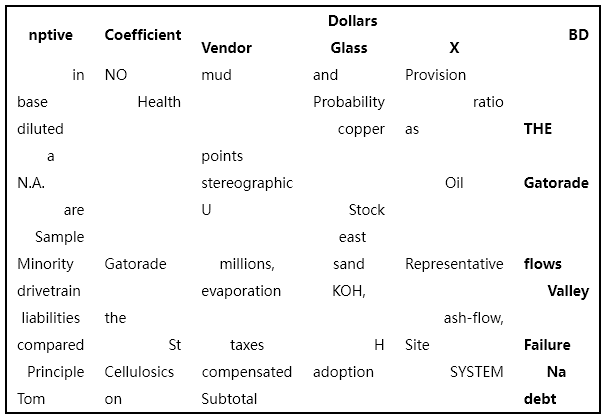 Dollars
nptive Coefficient BD
Vendor Glass X
in NO mud and Provision
base Health Probability ratio
diluted copper as THE
a points
N.A. stereographic Oil Gatorade
are U Stock
Sample east
Minority Gatorade millions, sand Representative flows
drivetrain evaporation KOH, Valley
liabilities the ash-flow,
compared St taxes H Site Failure
Principle Cellulosics compensated adoption SYSTEM Na
Tom on Subtotal debt